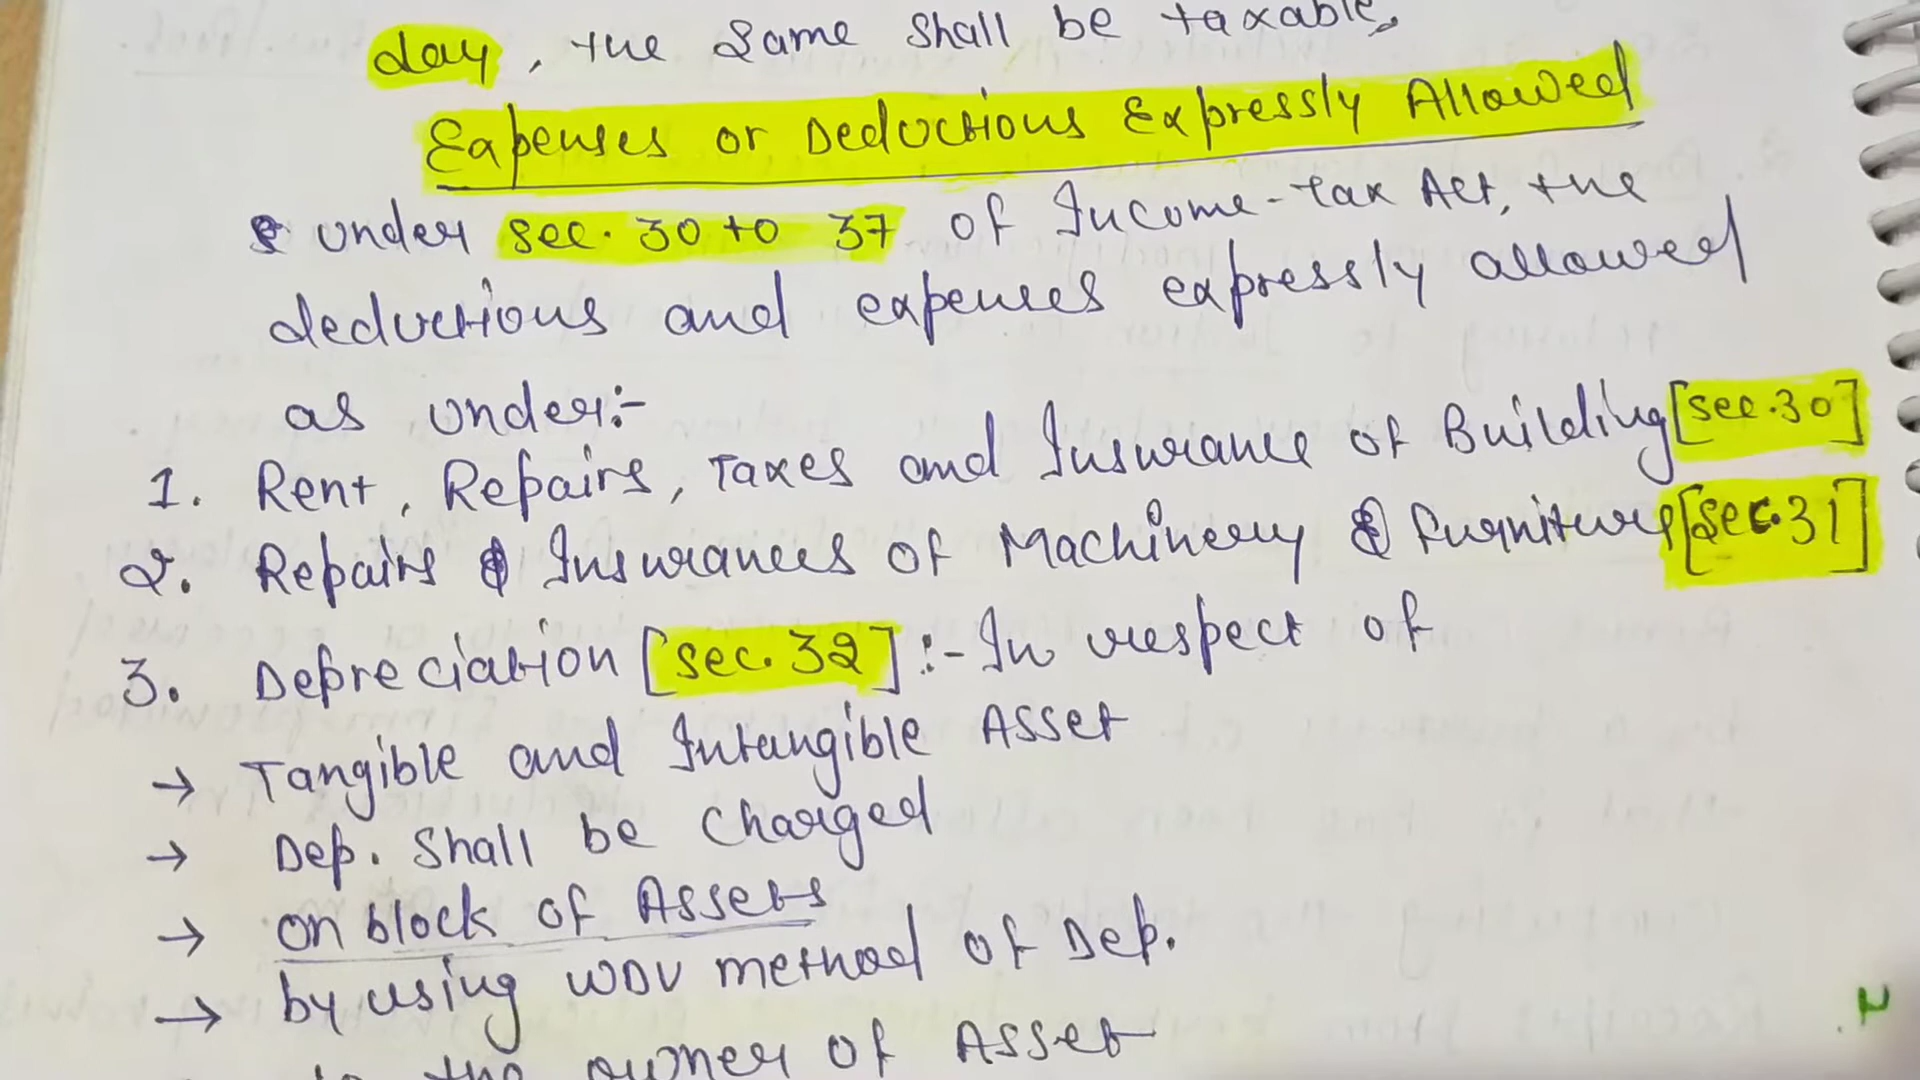 day, the same shall be taxable.
Expenses or Deductions Expressly Allowed
under sec. 30 to 37 of Income-tax Act, the
deductions and expenses expressly allowed
as under:-
1. Rent, Repairs, Taxes and Insurance of Building [sec.30]
2. Repairs & Insurances of Machinery & furniture [sec.31]
3. Depreciation [sec. 32] :- In respect of
→ Tangible and Intangible Asset
→ Dep. shall be charged
→ on block of Assets
→ by using WDV method of Dep.
the owner of Asset